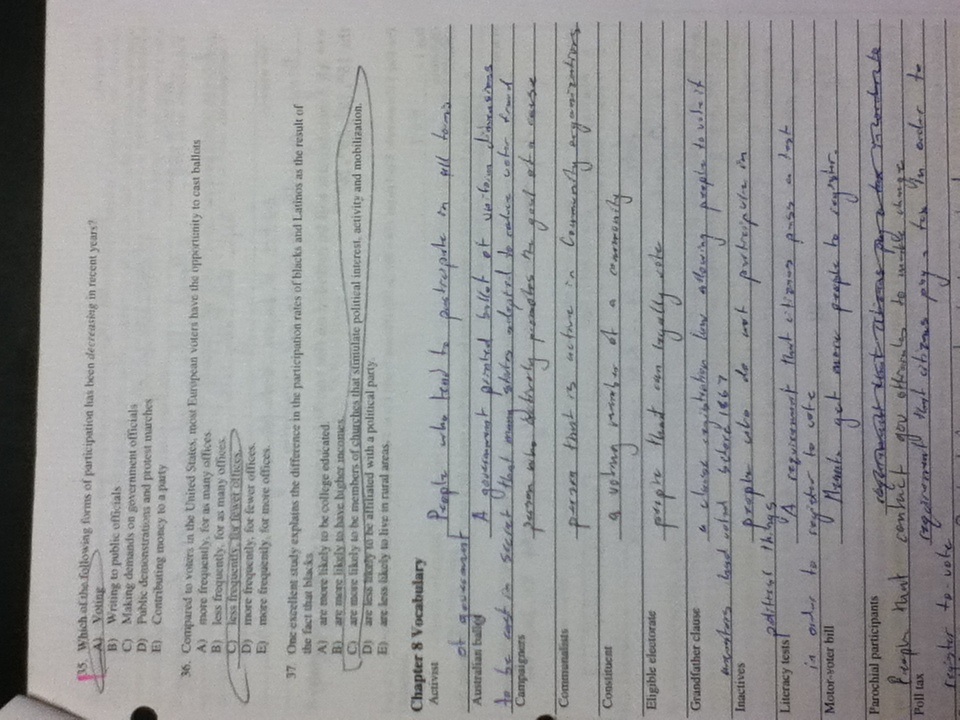 35. Which of the following forms of participation has been decreasing in recent years?
A) Voting
B) Writing to public officials
C) Making demands on government officials
D) Public demonstrations and protest marches
E) Contributing money to a party
36. Compared to voters in the United States, most European voters have the opportunity to cast ballots
A) more frequently, for as many offices.
B) less frequently, for as many offices.
C) less frequently, for fewer offices.
D) more frequently, for fewer offices.
E) more frequently, for more offices.
37. One excellent study explains the difference in the participation rates of blacks and Latinos as the result of
the fact that blacks
A) are more likely to be college educated.
B) are more likely to have higher incomes.
C) are more likely to be members of churches that stimulate political interest, activity and mobilization.
D) are less likely to be affiliated with a political party.
E) are less likely to live in rural areas.
Chapter 8 Vocabulary
Activist People who tend to participate in all forms
of government
Australian ballot A government printed ballot of uniform dimensions
to be cast in secret that many states adopted to reduce voter fraud
Campaigners person who actively promotes the goal of a cause
Communalists person that is active in Community organizations
Constituent a voting member of a community
Eligible electorate people that can legally vote
Grandfather clause a clause registration law allowing people to vote if
ancestors had voted before 1867
Inactives people who do not participate in
political things
Literacy tests A requirement that citizens pass a test
in order to register to vote
Motor-voter bill Meant get more people to register.
Parochial participants requirement that citizens pay a tax in order to
People that contact gov officials to make change
Poll tax requirement that citizens pay a tax in order to
register to vote